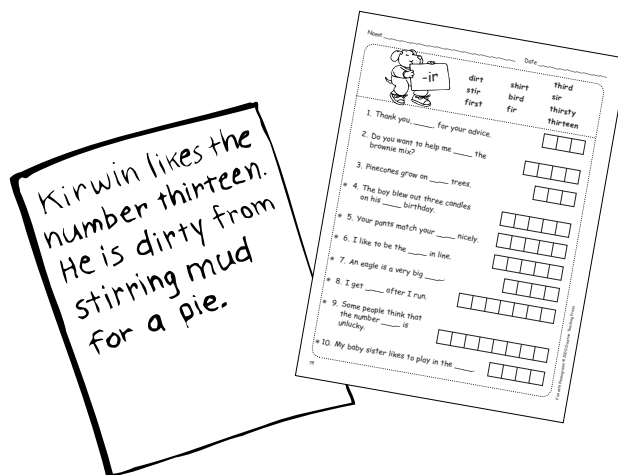 Kirwin likes the
number thirteen.
He is dirty from
stirring mud
for a pie.
Name
Date
-ir
dirt shirt third
stir bird sir
first fir thirsty
thirteen
1. Thank you, ____ for your advice.
2. Do you want to help me ____ the
brownie mix?
3. Pinecones grow on ____ trees.
* 4. The boy blew out three candles
on his ____ birthday.
* 5. Your pants match your ____ nicely.
* 6. I like to be the ____ in line.
* 7. An eagle is a very big ____.
* 8. I get ____ after I run.
* 9. Some people think that
the number ____ is
unlucky.
* 10. My baby sister likes to play in the ____.